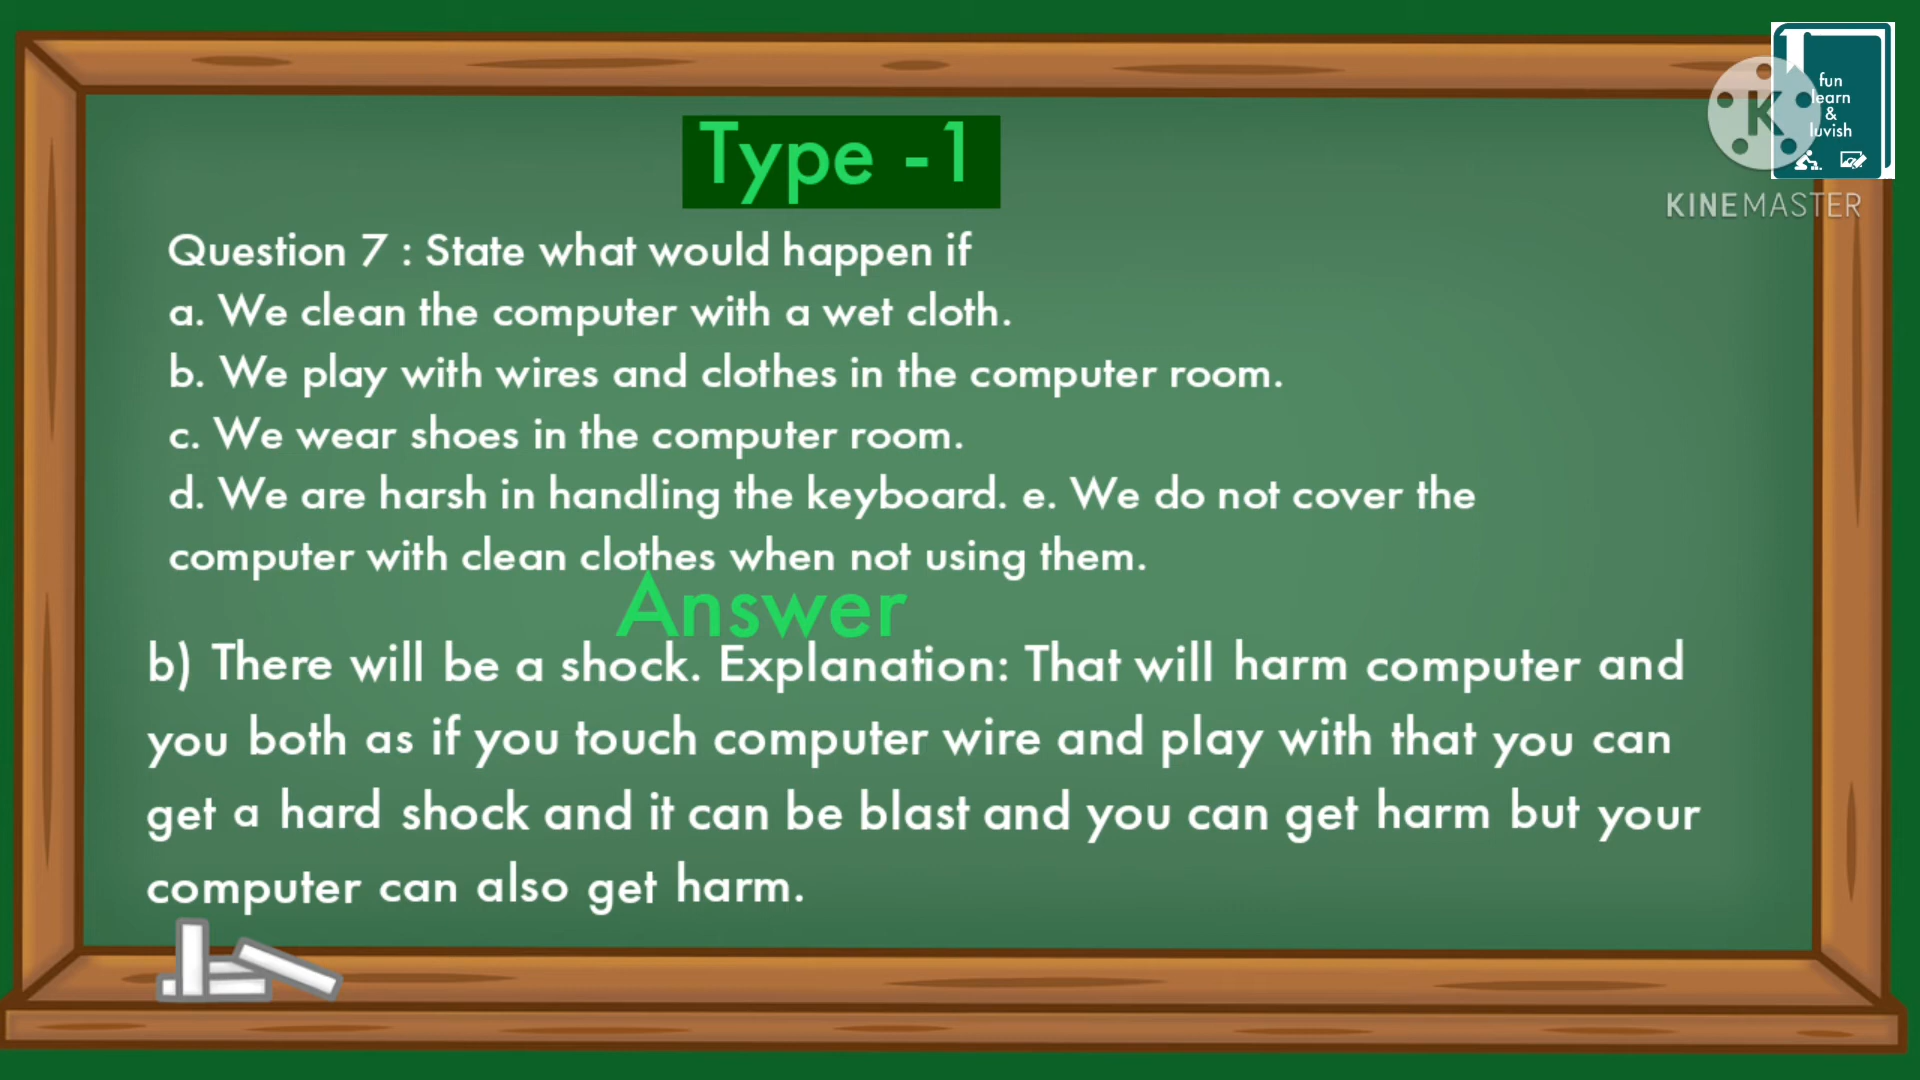 fun
learn
&
luvish
K
KINEMASTER
Type -1
Question 7 : State what would happen if
a. We clean the computer with a wet cloth.
b. We play with wires and clothes in the computer room.
c. We wear shoes in the computer room.
d. We are harsh in handling the keyboard. e. We do not cover the
computer with clean clothes when not using them.
Answer
b) There will be a shock. Explanation: That will harm computer and
you both as if you touch computer wire and play with that you can
get a hard shock and it can be blast and you can get harm but your
computer can also get harm.